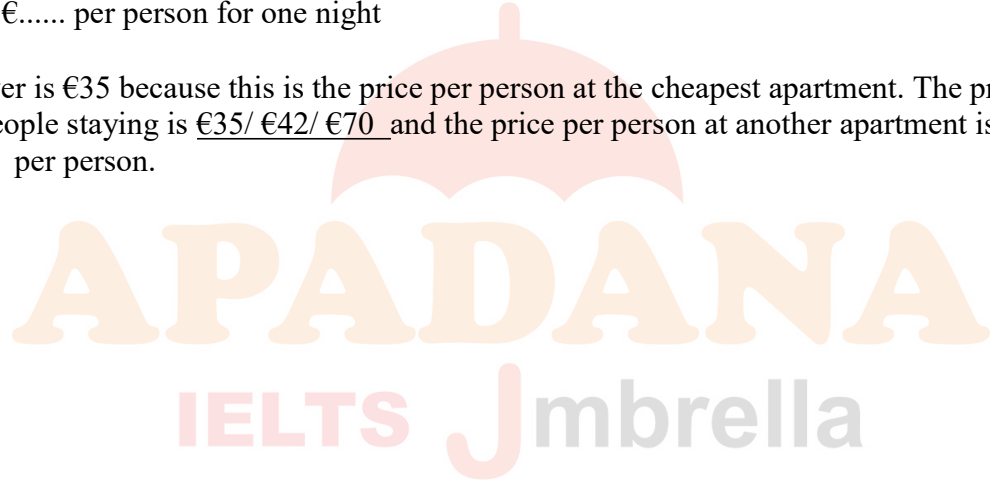 €...... per person for one night
er is €35 because this is the price per person at the cheapest apartment. The pr
eople staying is €35/ €42/ €70 and the price per person at another apartment is
per person.
APADANA
IELTS Umbrella